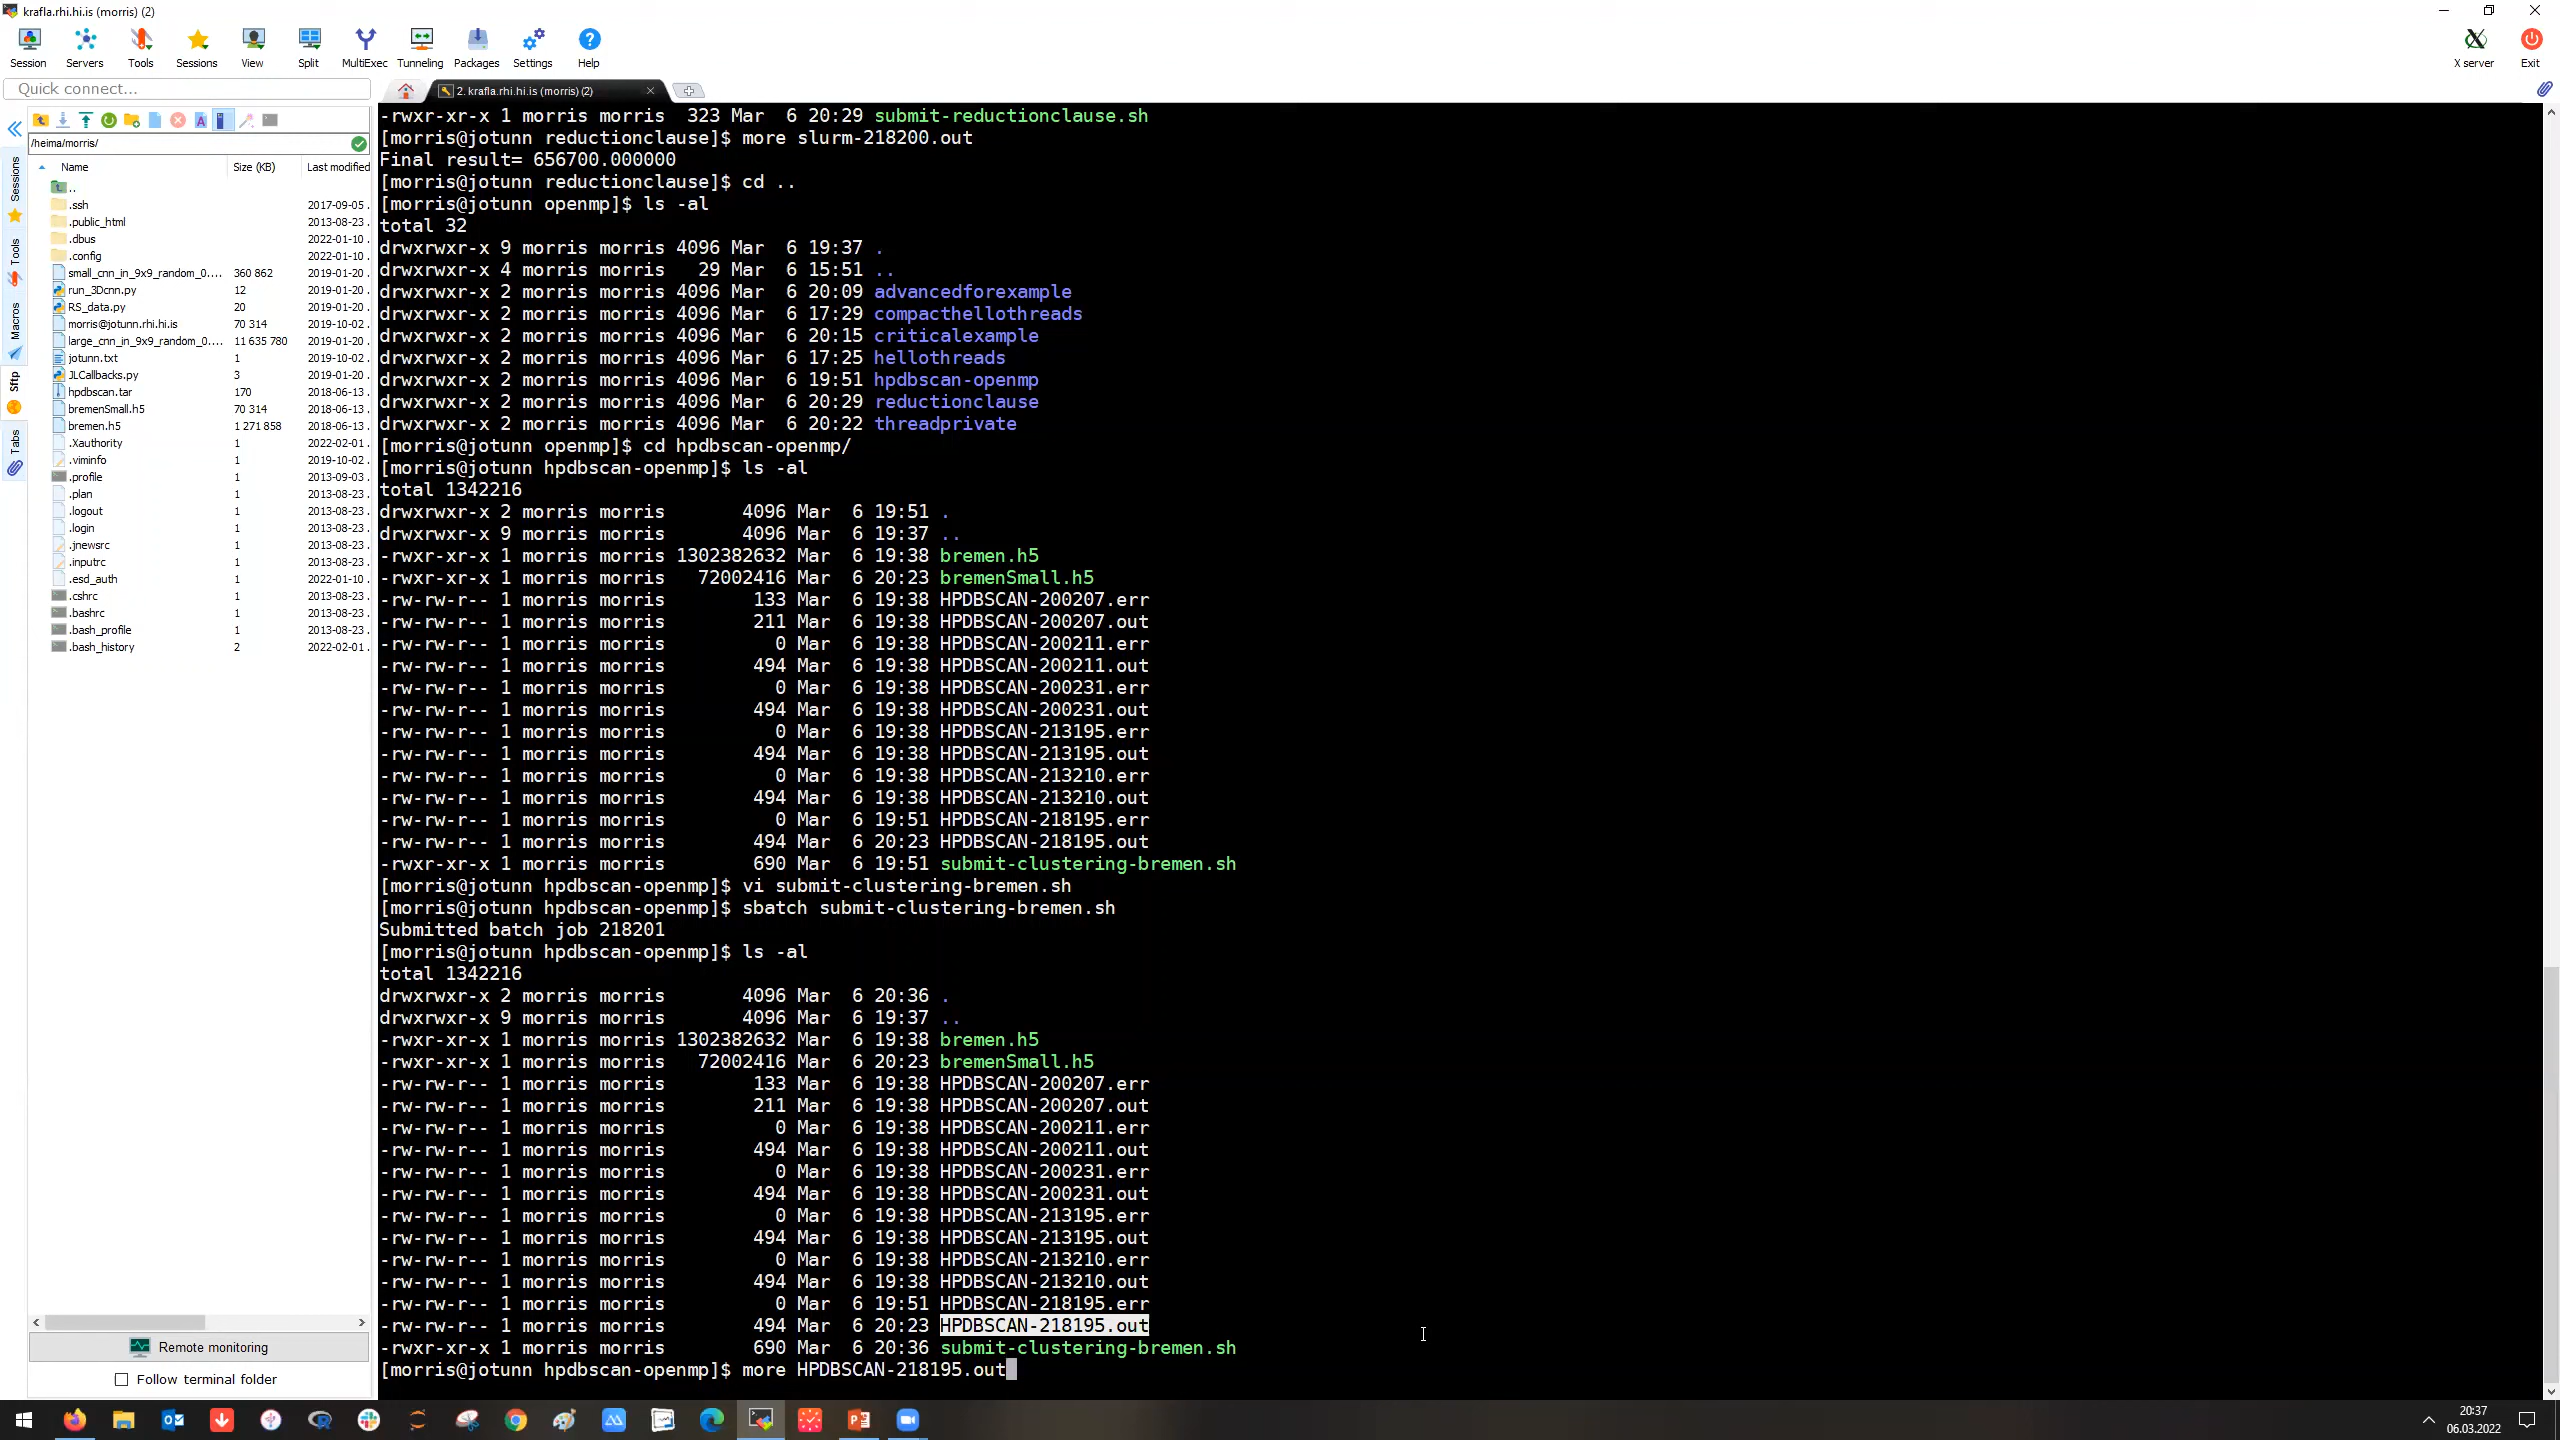 krafla.rhi.hi.is (morris) (2)
Session Servers Tools Sessions View Split MultiExec Tunneling Packages Settings Help X server Exit
Quick connect...
2. krafla.rhi.hi.is (morris) (2)
/heima/morris/
Name Size (KB) Last modified
..
.ssh 2017-09-05 .
.public_html 2013-08-23 .
.dbus 2022-01-10 .
.config 2022-01-10 .
small_cnn_in_9x9_random_0.... 360 862 2019-01-20 .
run_3Dcnn.py 12 2019-01-20 .
RS_data.py 20 2019-01-20 .
morris@jotunn.rhi.hi.is 70 314 2019-10-02 .
large_cnn_in_9x9_random_0.... 11 635 780 2019-01-20 .
jotunn.txt 1 2019-10-02 .
JLCallbacks.py 3 2019-01-20 .
hpdbscan.tar 170 2018-06-13 .
bremenSmall.h5 70 314 2018-06-13 .
bremen.h5 1 271 858 2018-06-13 .
.Xauthority 1 2022-02-01 .
.viminfo 1 2019-10-02 .
.profile 1 2013-09-03 .
.plan 1 2013-08-23 .
.logout 1 2013-08-23 .
.login 1 2013-08-23 .
.jnewsrc 1 2013-08-23 .
.inputrc 1 2013-08-23 .
.esd_auth 1 2022-01-10 .
.cshrc 1 2013-08-23 .
.bashrc 1 2013-08-23 .
.bash_profile 1 2013-08-23 .
.bash_history 2 2022-02-01 .
Sessions
Tools
Macros
Sftp
Tabs
Remote monitoring
Follow terminal folder
-rwxr-xr-x 1 morris morris  323 Mar  6 20:29 submit-reductionclause.sh
[morris@jotunn reductionclause]$ more slurm-218200.out
Final result= 656700.000000
[morris@jotunn reductionclause]$ cd ..
[morris@jotunn openmp]$ ls -al
total 32
drwxrwxr-x 9 morris morris 4096 Mar  6 19:37 .
drwxrwxr-x 4 morris morris   29 Mar  6 15:51 ..
drwxrwxr-x 2 morris morris 4096 Mar  6 20:09 advancedforexample
drwxrwxr-x 2 morris morris 4096 Mar  6 17:29 compacthellothreads
drwxrwxr-x 2 morris morris 4096 Mar  6 20:15 criticalexample
drwxrwxr-x 2 morris morris 4096 Mar  6 17:25 hellothreads
drwxrwxr-x 2 morris morris 4096 Mar  6 19:51 hpdbscan-openmp
drwxrwxr-x 2 morris morris 4096 Mar  6 20:29 reductionclause
drwxrwxr-x 2 morris morris 4096 Mar  6 20:22 threadprivate
[morris@jotunn openmp]$ cd hpdbscan-openmp/
[morris@jotunn hpdbscan-openmp]$ ls -al
total 1342216
drwxrwxr-x 2 morris morris       4096 Mar  6 19:51 .
drwxrwxr-x 9 morris morris       4096 Mar  6 19:37 ..
-rwxr-xr-x 1 morris morris 1302382632 Mar  6 19:38 bremen.h5
-rwxr-xr-x 1 morris morris   72002416 Mar  6 20:23 bremenSmall.h5
-rw-rw-r-- 1 morris morris        133 Mar  6 19:38 HPDBSCAN-200207.err
-rw-rw-r-- 1 morris morris        211 Mar  6 19:38 HPDBSCAN-200207.out
-rw-rw-r-- 1 morris morris          0 Mar  6 19:38 HPDBSCAN-200211.err
-rw-rw-r-- 1 morris morris        494 Mar  6 19:38 HPDBSCAN-200211.out
-rw-rw-r-- 1 morris morris          0 Mar  6 19:38 HPDBSCAN-200231.err
-rw-rw-r-- 1 morris morris        494 Mar  6 19:38 HPDBSCAN-200231.out
-rw-rw-r-- 1 morris morris          0 Mar  6 19:38 HPDBSCAN-213195.err
-rw-rw-r-- 1 morris morris        494 Mar  6 19:38 HPDBSCAN-213195.out
-rw-rw-r-- 1 morris morris          0 Mar  6 19:38 HPDBSCAN-213210.err
-rw-rw-r-- 1 morris morris        494 Mar  6 19:38 HPDBSCAN-213210.out
-rw-rw-r-- 1 morris morris          0 Mar  6 19:51 HPDBSCAN-218195.err
-rw-rw-r-- 1 morris morris        494 Mar  6 20:23 HPDBSCAN-218195.out
-rwxr-xr-x 1 morris morris        690 Mar  6 19:51 submit-clustering-bremen.sh
[morris@jotunn hpdbscan-openmp]$ vi submit-clustering-bremen.sh
[morris@jotunn hpdbscan-openmp]$ sbatch submit-clustering-bremen.sh
Submitted batch job 218201
[morris@jotunn hpdbscan-openmp]$ ls -al
total 1342216
drwxrwxr-x 2 morris morris       4096 Mar  6 20:36 .
drwxrwxr-x 9 morris morris       4096 Mar  6 19:37 ..
-rwxr-xr-x 1 morris morris 1302382632 Mar  6 19:38 bremen.h5
-rwxr-xr-x 1 morris morris   72002416 Mar  6 20:23 bremenSmall.h5
-rw-rw-r-- 1 morris morris        133 Mar  6 19:38 HPDBSCAN-200207.err
-rw-rw-r-- 1 morris morris        211 Mar  6 19:38 HPDBSCAN-200207.out
-rw-rw-r-- 1 morris morris          0 Mar  6 19:38 HPDBSCAN-200211.err
-rw-rw-r-- 1 morris morris        494 Mar  6 19:38 HPDBSCAN-200211.out
-rw-rw-r-- 1 morris morris          0 Mar  6 19:38 HPDBSCAN-200231.err
-rw-rw-r-- 1 morris morris        494 Mar  6 19:38 HPDBSCAN-200231.out
-rw-rw-r-- 1 morris morris          0 Mar  6 19:38 HPDBSCAN-213195.err
-rw-rw-r-- 1 morris morris        494 Mar  6 19:38 HPDBSCAN-213195.out
-rw-rw-r-- 1 morris morris          0 Mar  6 19:38 HPDBSCAN-213210.err
-rw-rw-r-- 1 morris morris        494 Mar  6 19:38 HPDBSCAN-213210.out
-rw-rw-r-- 1 morris morris          0 Mar  6 19:51 HPDBSCAN-218195.err
-rw-rw-r-- 1 morris morris        494 Mar  6 20:23 HPDBSCAN-218195.out
-rwxr-xr-x 1 morris morris        690 Mar  6 20:36 submit-clustering-bremen.sh
[morris@jotunn hpdbscan-openmp]$ more HPDBSCAN-218195.out
20:37
06.03.2022